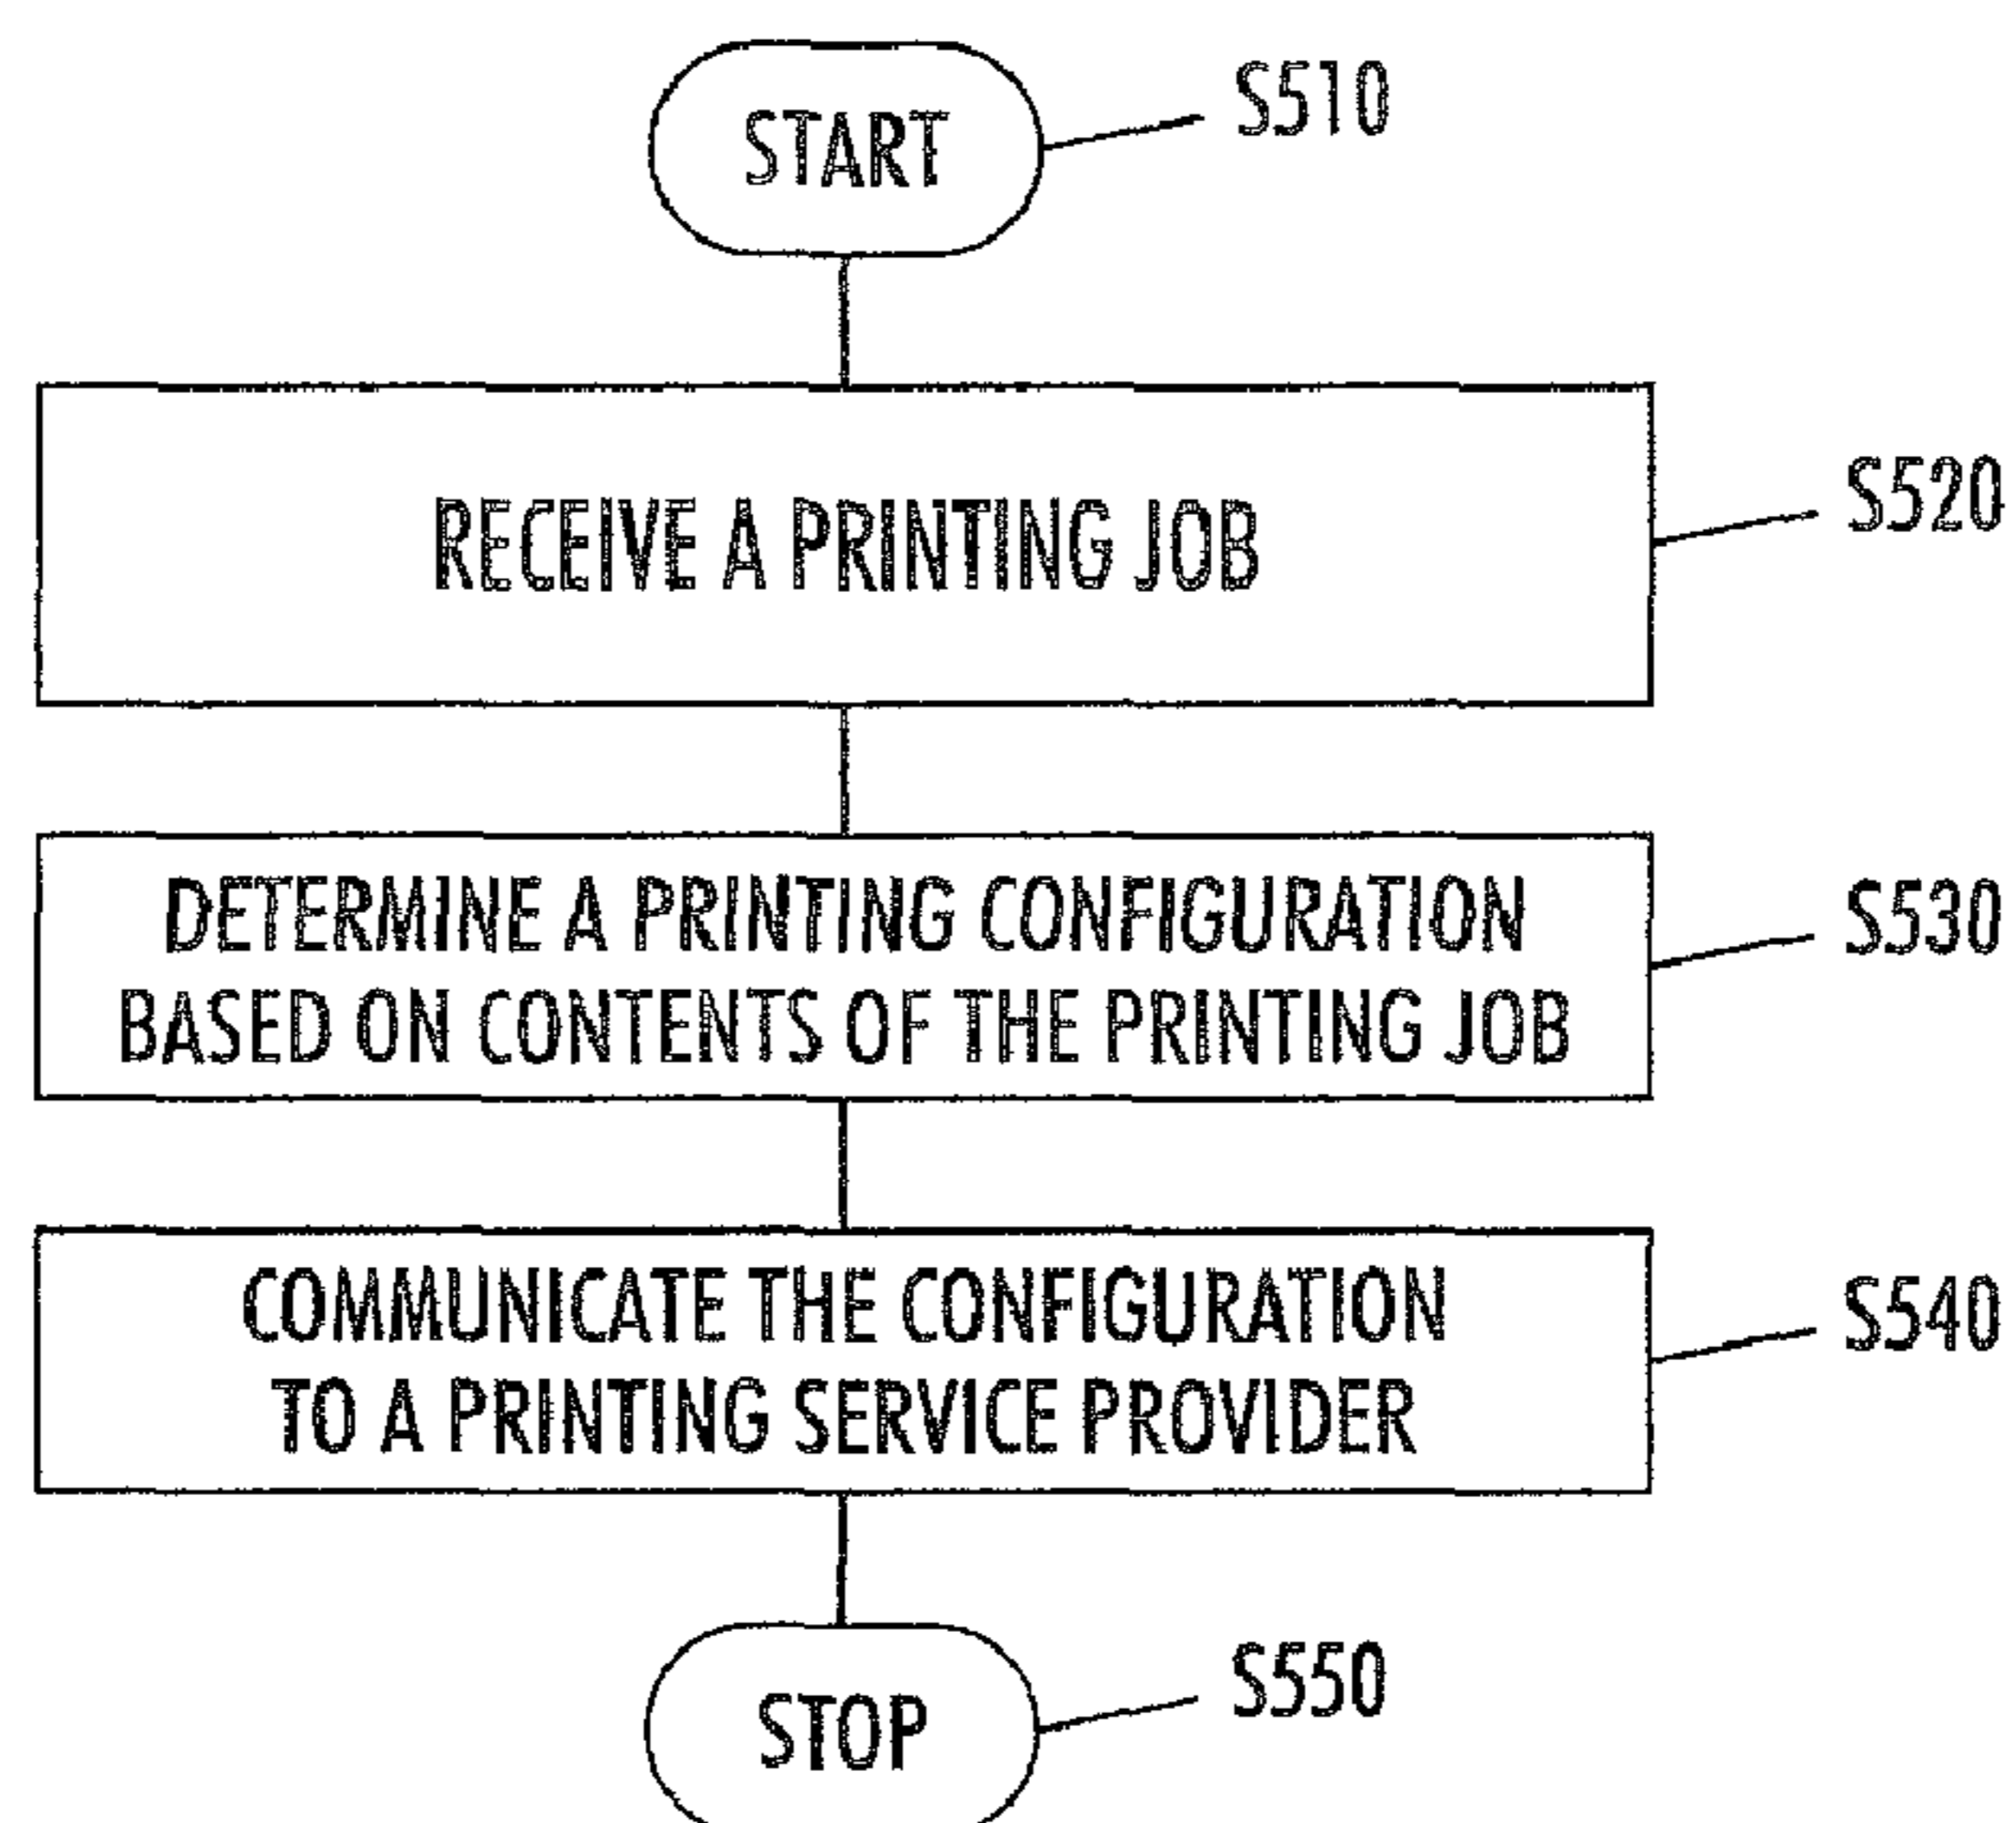 START
S510
RECEIVE A PRINTING JOB
S520
DETERMINE A PRINTING CONFIGURATION
BASED ON CONTENTS OF THE PRINTING JOB
S530
COMMUNICATE THE CONFIGURATION
TO A PRINTING SERVICE PROVIDER
S540
STOP
S550